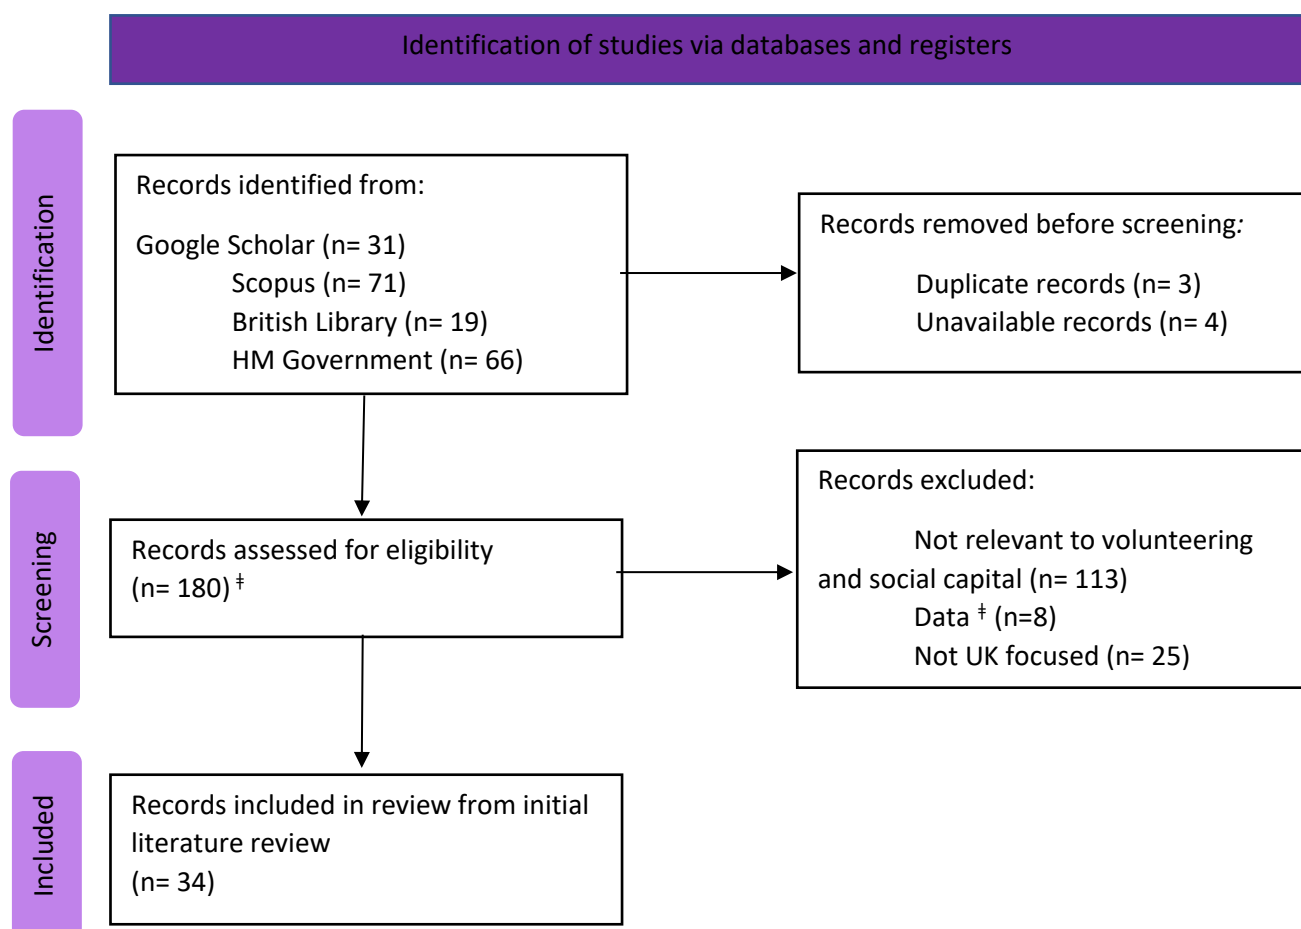 Identification of studies via databases and registers
Identification
Records identified from:
Google Scholar (n= 31)
Scopus (n= 71)
British Library (n= 19)
HM Government (n= 66)
Records removed before screening:
Duplicate records (n= 3)
Unavailable records (n= 4)
Screening
Records assessed for eligibility
(n= 180) ǂ
Records excluded:
Not relevant to volunteering
and social capital (n= 113)
Data ǂ (n=8)
Not UK focused (n= 25)
Included
Records included in review from initial
literature review
(n= 34)